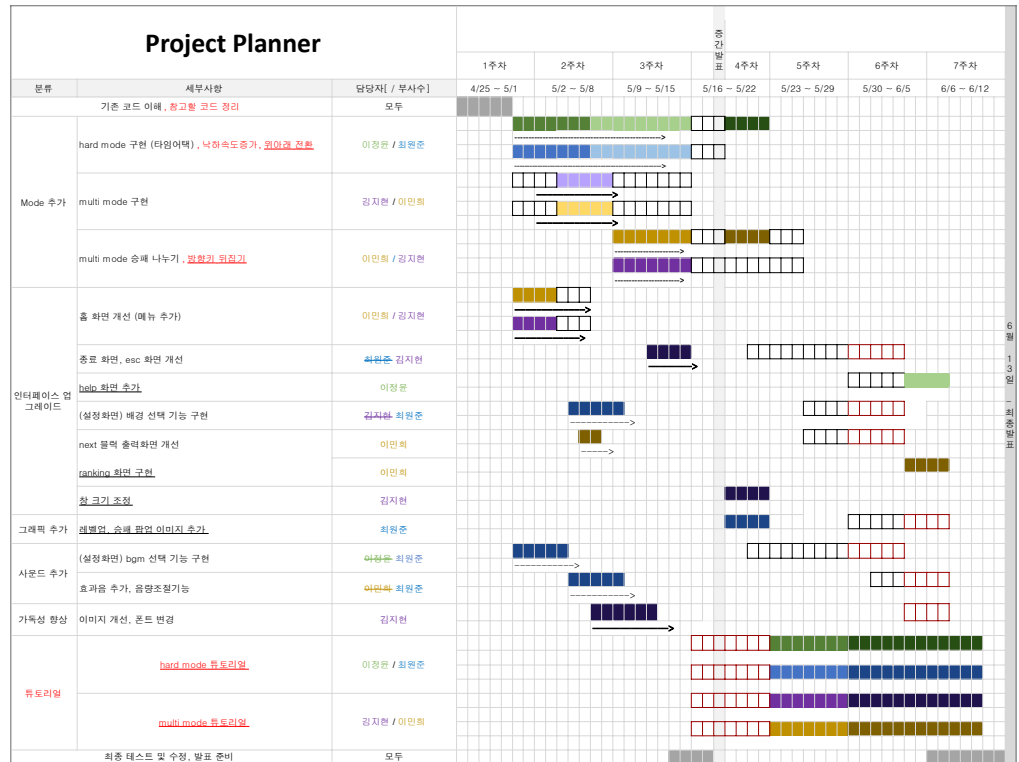 Project Planner
중간발표
1주차 2주차 3주차 4주차 5주차 6주차 7주차
분류 세부사항 담당자[ / 부사수] 4/25 ~ 5/1 5/2 ~ 5/8 5/9 ~ 5/15 5/16 ~ 5/22 5/23 ~ 5/29 5/30 ~ 6/5 6/6 ~ 6/12
기존 코드 이해, 참고할 코드 정리 모두
Mode 추가
hard mode 구현 (타임어택) , 낙하속도증가, 위아래 전환 이정윤 / 최원준
multi mode 구현 김지현 / 이민희
multi mode 승패 나누기 , 방향키 뒤집기 이민희 / 김지현
인터페이스 업
그레이드
홈 화면 개선 (메뉴 추가) 이민희 / 김지현
종료 화면, esc 화면 개선 최원준 김지현
help 화면 추가 이정윤
(설정화면) 배경 선택 기능 구현 김지현 최원준
next 블럭 출력화면 개선 이민희
ranking 화면 구현 이민희
창 크기 조정 김지현
그래픽 추가 레벨업, 승패 팝업 이미지 추가 최원준
사운드 추가
(설정화면) bgm 선택 기능 구현 이정윤 최원준
효과음 추가, 음량조절기능 이민희 최원준
가독성 향상 이미지 개선, 폰트 변경 김지현
튜토리얼
hard mode 튜토리얼 이정윤 / 최원준
multi mode 튜토리얼 김지현 / 이민희
최종 테스트 및 수정, 발표 준비 모두
6월 13일 – 최종발표